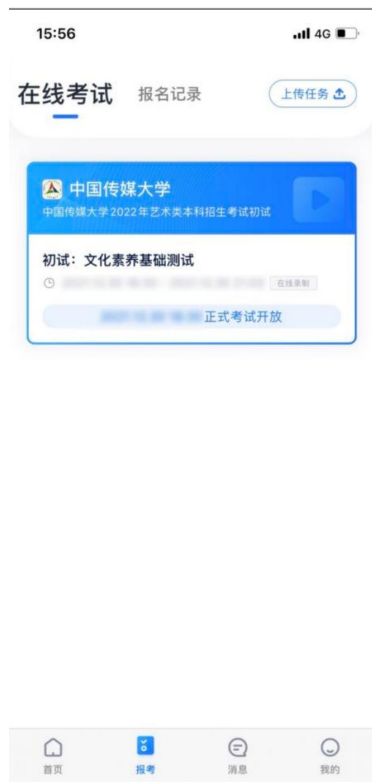 15:56
4G
在线考试 报名记录 上传任务
中国传媒大学
中国传媒大学2022年艺术类本科招生考试初试
初试：文化素养基础测试
在线录制
正式考试开放
首页 报考 消息 我的